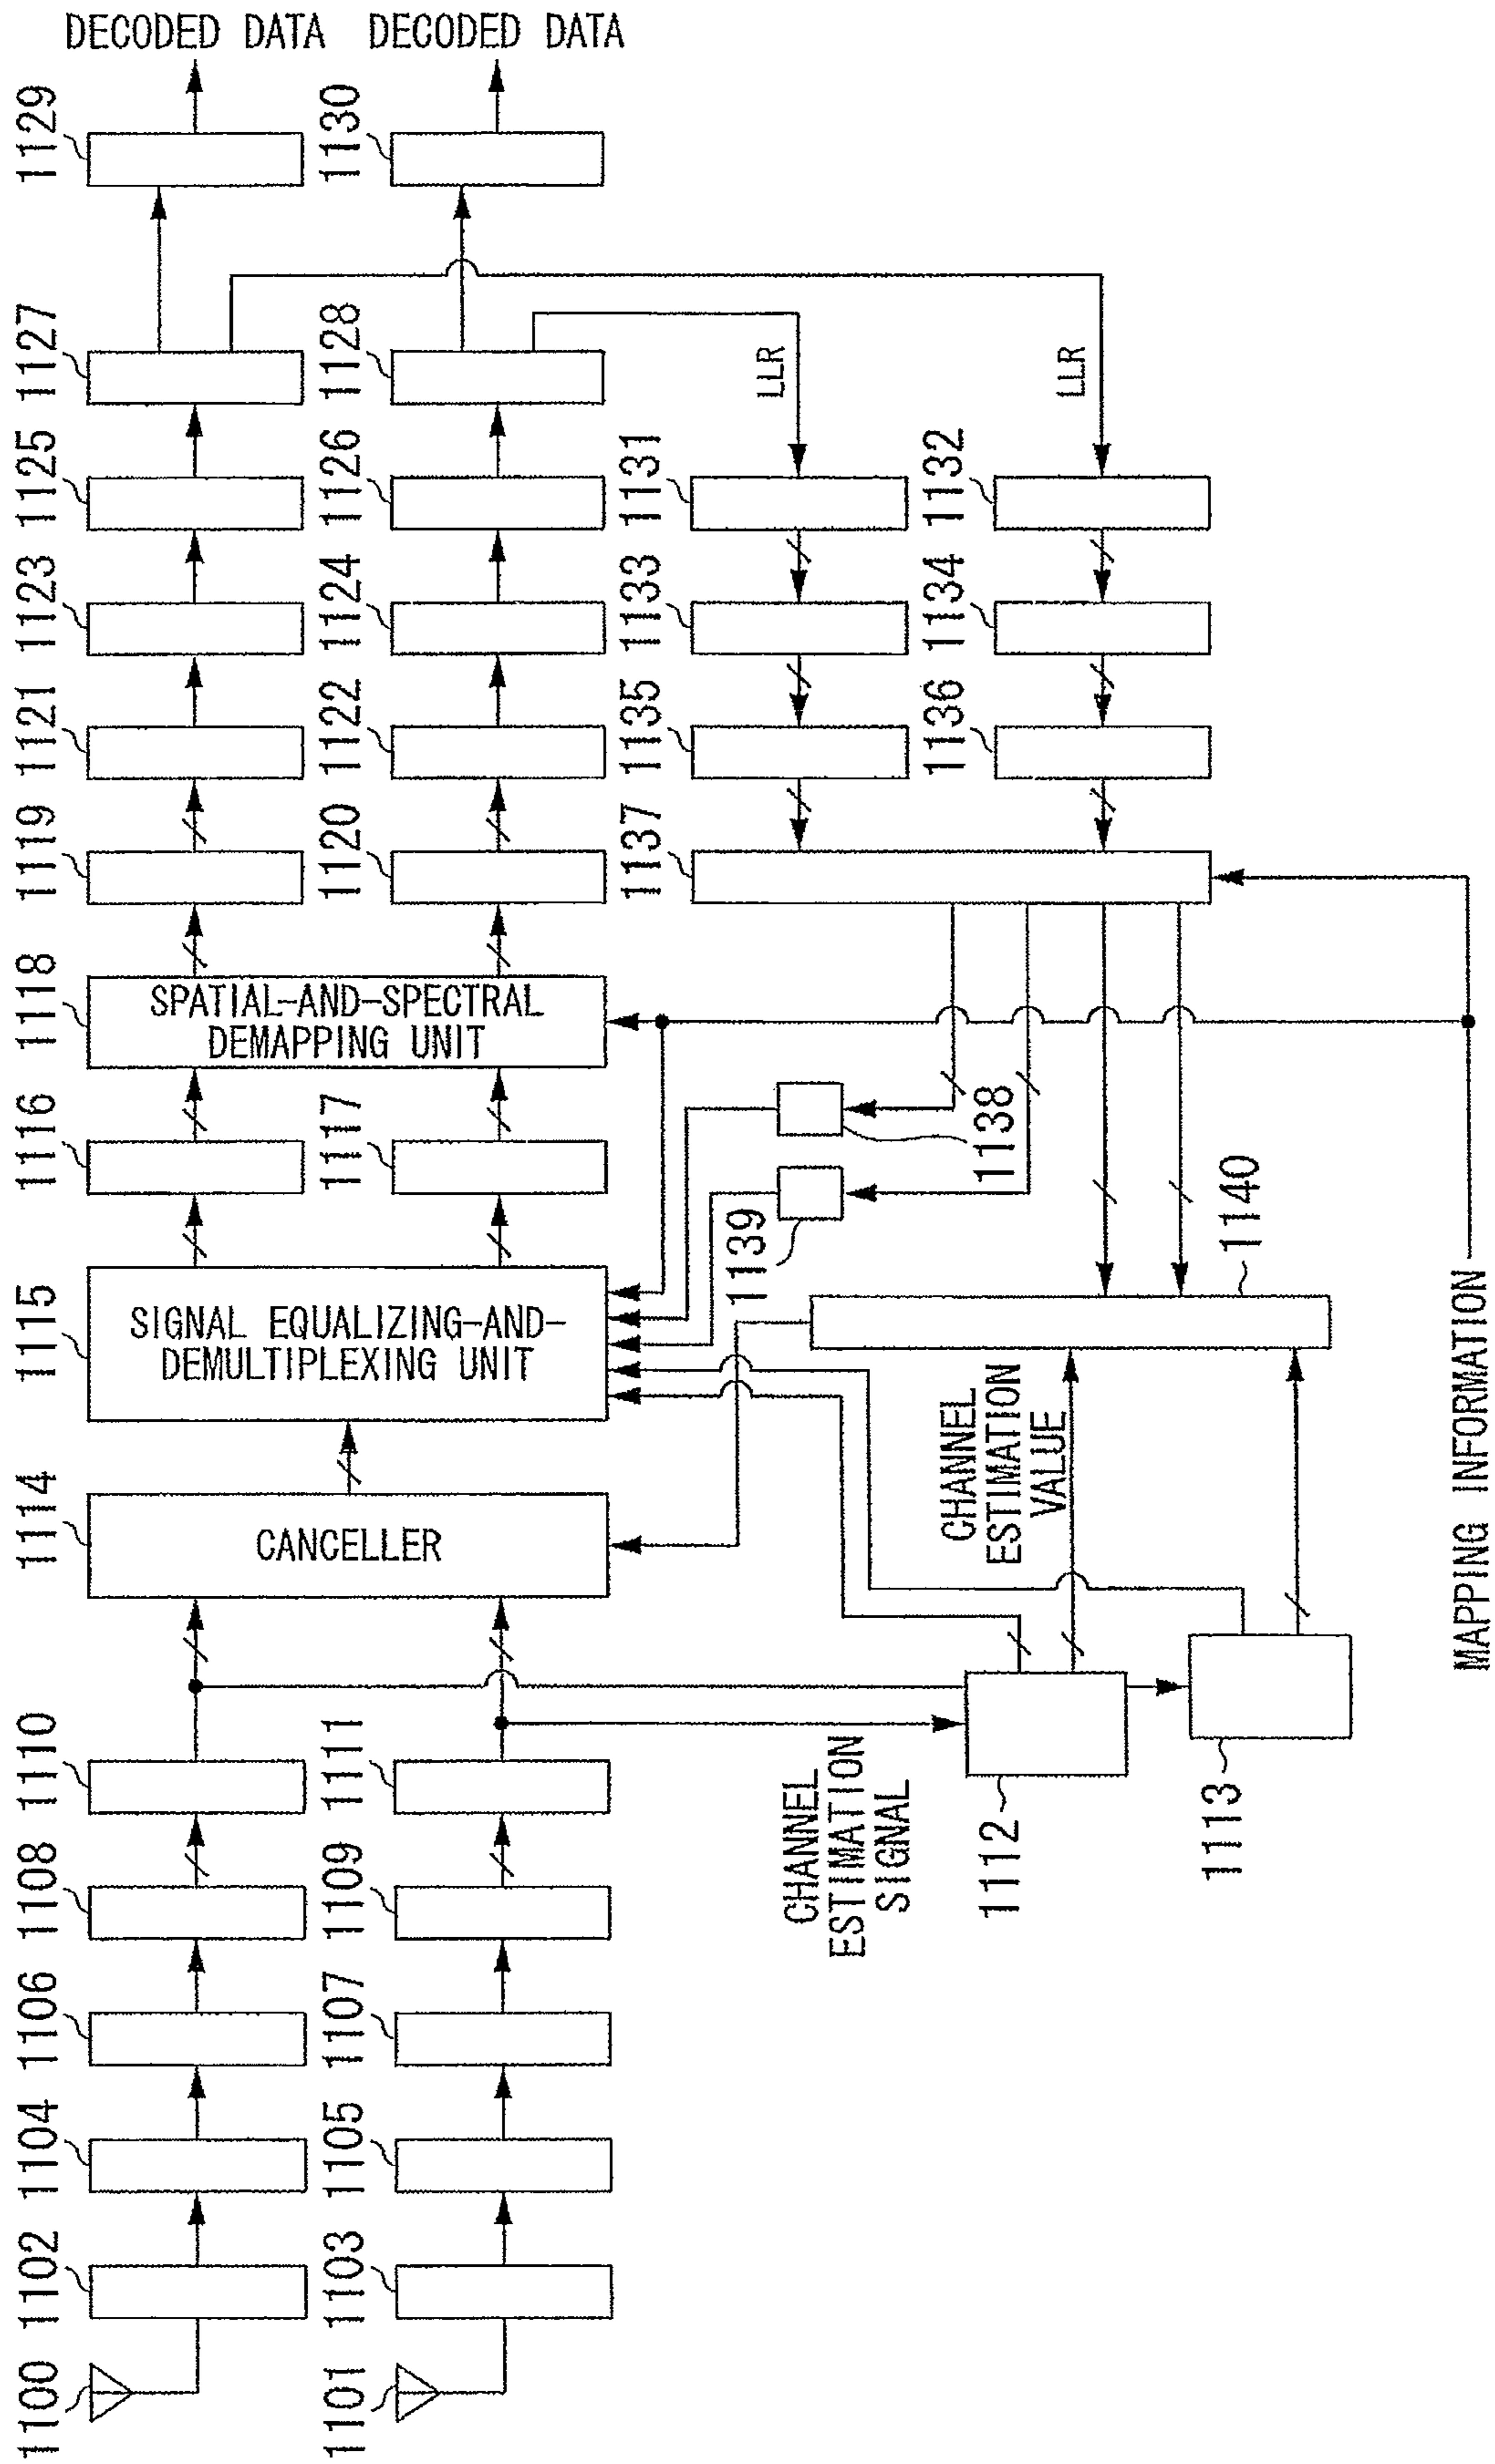 DECODED DATA
DECODED DATA
1129
1130
1127
1128
LLR
LLR
1125
1126
1131
1132
1123
1124
1133
1134
1121
1122
1135
1136
1119
1120
1137
1118
SPATIAL-AND-SPECTRAL
DEMAPPING UNIT
1116
1117
1138
1139
1140
1115
SIGNAL EQUALIZING-AND-
DEMULTIPLEXING UNIT
1114
CANCELLER
CHANNEL
ESTIMATION
VALUE
MAPPING INFORMATION
1110
1111
CHANNEL
ESTIMATION
SIGNAL
1112
1113
1108
1109
1106
1107
1104
1105
1102
1103
1100
1101